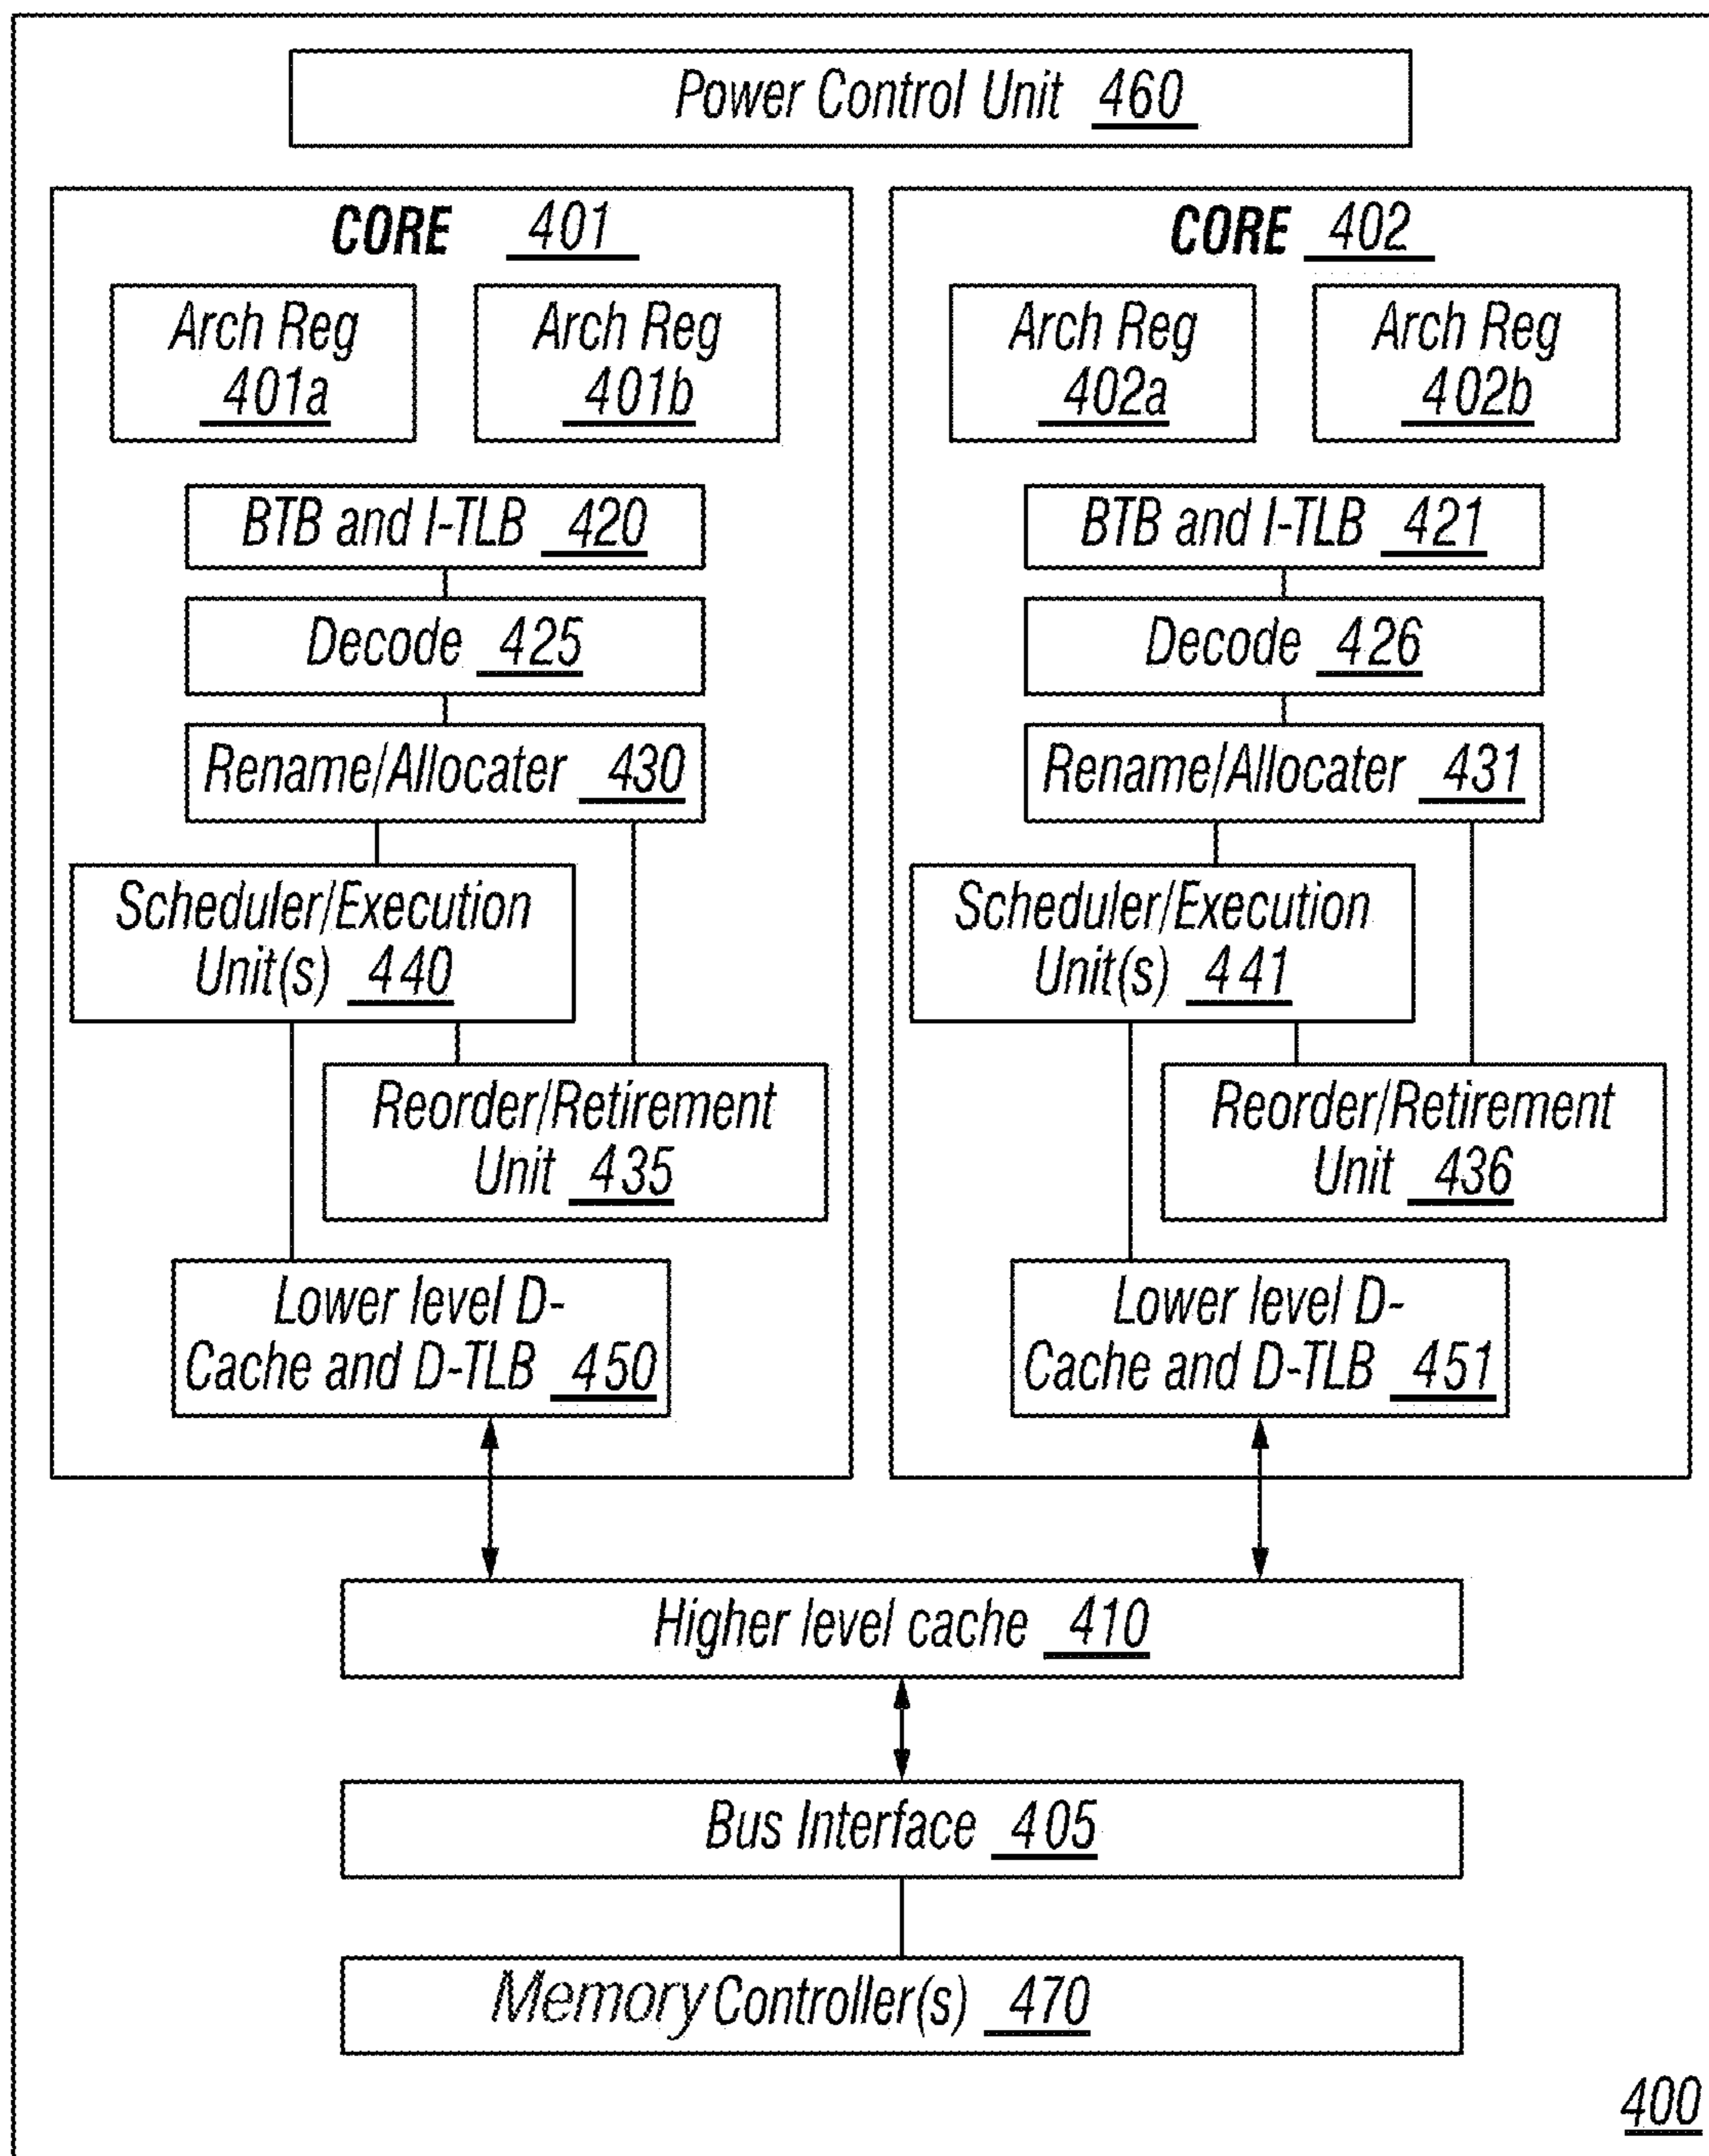 Power Control Unit 460
CORE 401
Arch Reg
401a
Arch Reg
401b
BTB and I-TLB 420
Decode 425
Rename/Allocater 430
Scheduler/Execution
Unit(s) 440
Reorder/Retirement
Unit 435
Lower level D-
Cache and D-TLB 450
CORE 402
Arch Reg
402a
Arch Reg
402b
BTB and I-TLB 421
Decode 426
Rename/Allocater 431
Scheduler/Execution
Unit(s) 441
Reorder/Retirement
Unit 436
Lower level D-
Cache and D-TLB 451
Higher level cache 410
Bus Interface 405
Memory Controller(s) 470
400